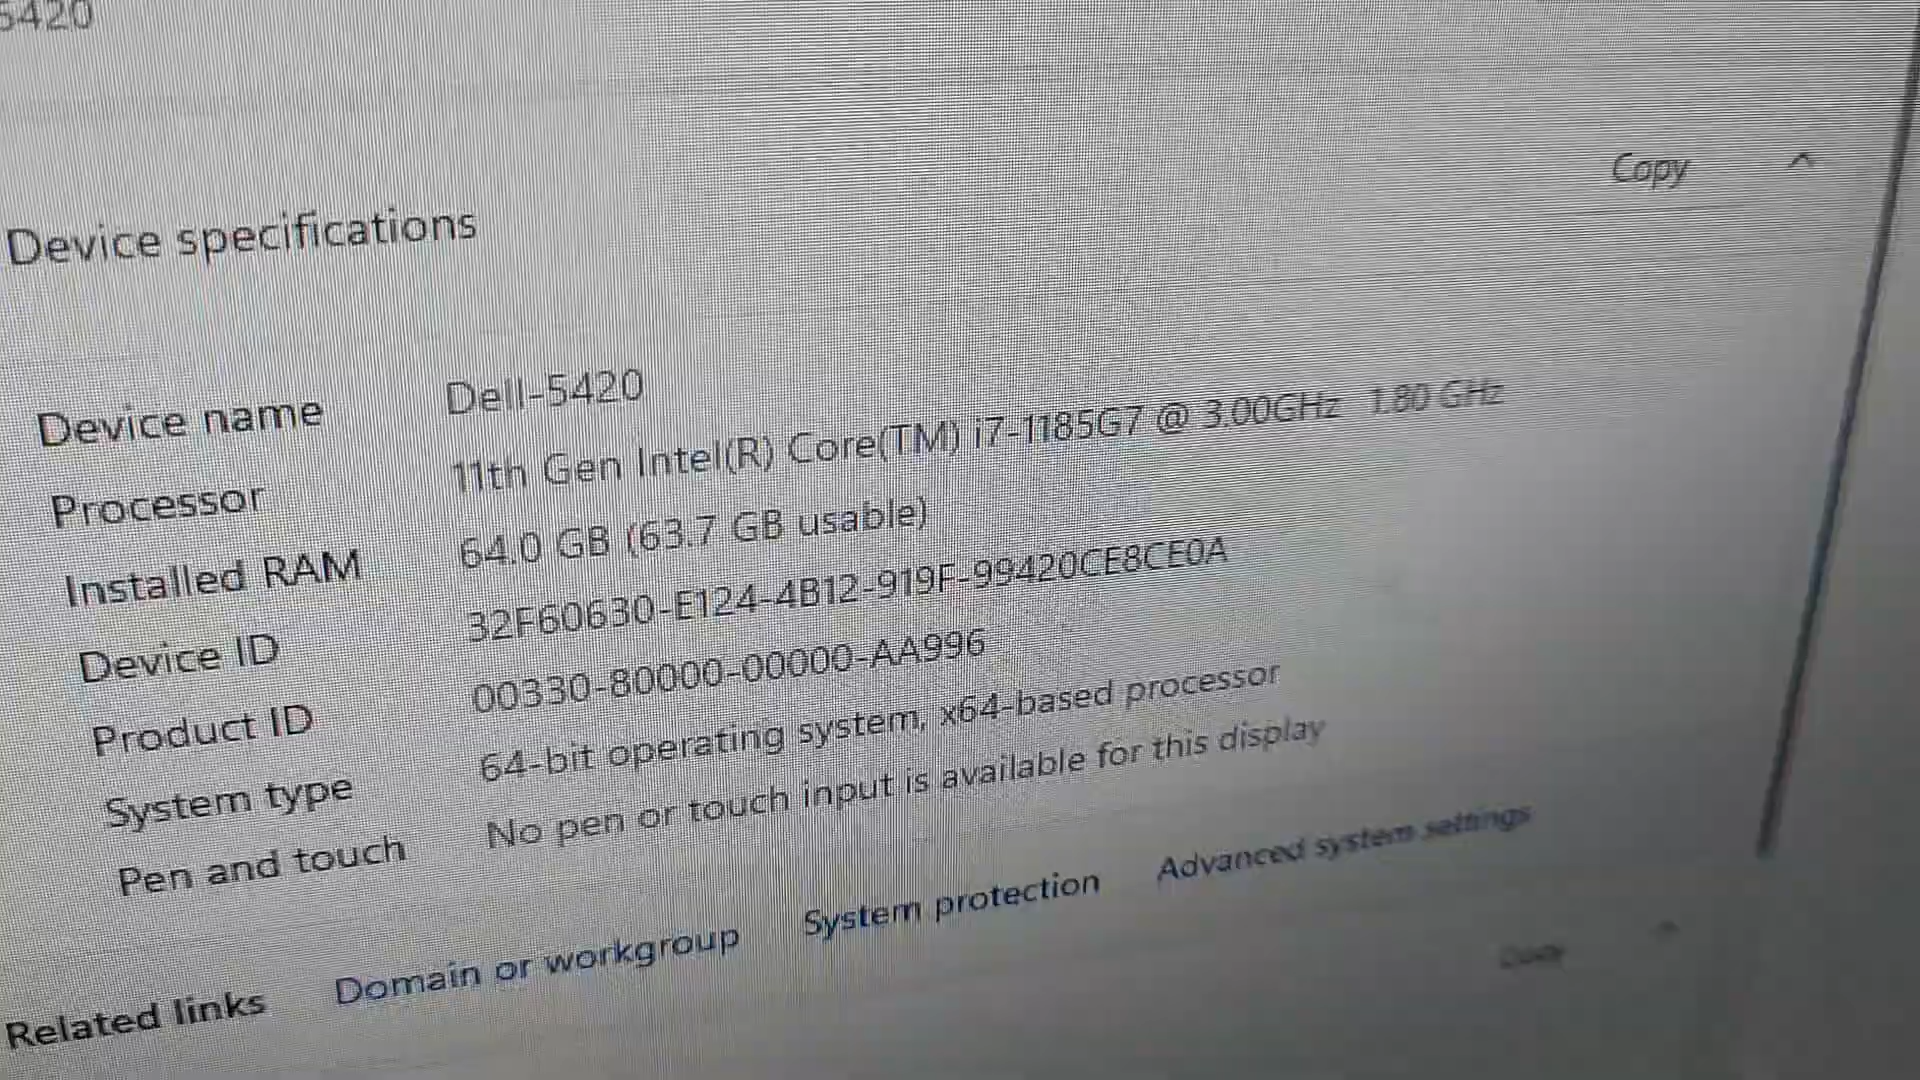 5420
Copy
Device specifications
Device name Dell-5420
Processor 11th Gen Intel(R) Core(TM) i7-1185G7 @ 3.00GHz 1.80 GHz
Installed RAM 64.0 GB (63.7 GB usable)
Device ID 32F60630-E124-4B12-919F-99420CE8CE0A
Product ID 00330-80000-00000-AA996
System type 64-bit operating system, x64-based processor
Pen and touch No pen or touch input is available for this display
Related links Domain or workgroup System protection Advanced system settings